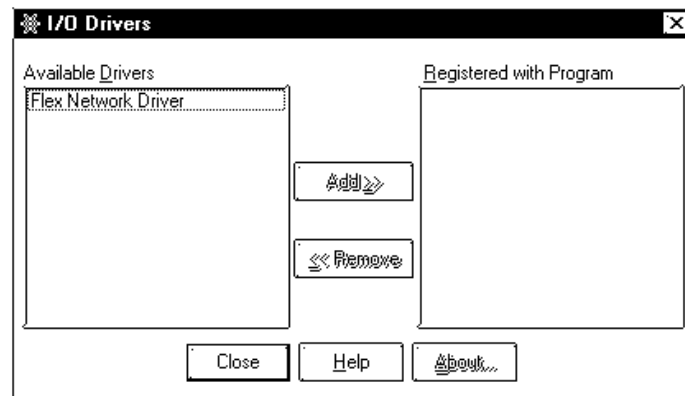 I/O Drivers
Available Drivers
Registered with Program
Flex Network Driver
Add >>
<< Remove
Close
Help
About...